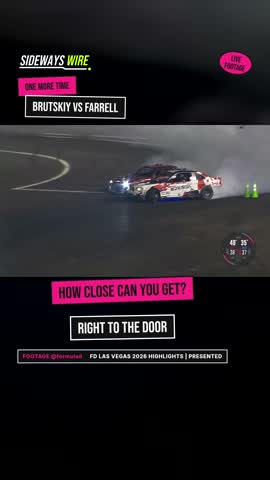 SIDEWAYS WIRE.
LIVE
FOOTAGE
ONE MORE TIME
BRUTSKIY VS FARRELL
HOW CLOSE CAN YOU GET?
RIGHT TO THE DOOR
FOOTAGE @formulad FD LAS VEGAS 2026 HIGHLIGHTS | PRESENTED